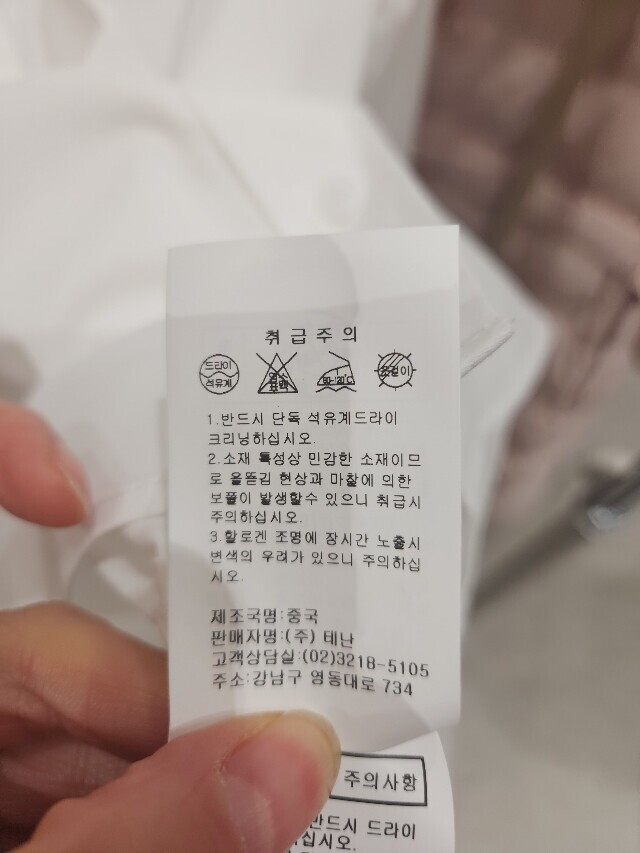 취급주의
드라이
석유계
염소
표백
80~120℃
옷걸이
1.반드시 단독 석유계드라이
크리닝하십시오.
2.소재 특성상 민감한 소재이므
로 올뜯김 현상과 마찰에 의한
보풀이 발생할수 있으니 취급시
주의하십시오.
3.할로겐 조명에 장시간 노출시
변색의 우려가 있으니 주의하십
시오.
제조국명:중국
판매자명:(주) 테난
고객상담실:(02)3218-5105
주소:강남구 영동대로 734
주의사항
반드시 드라이
십시오.